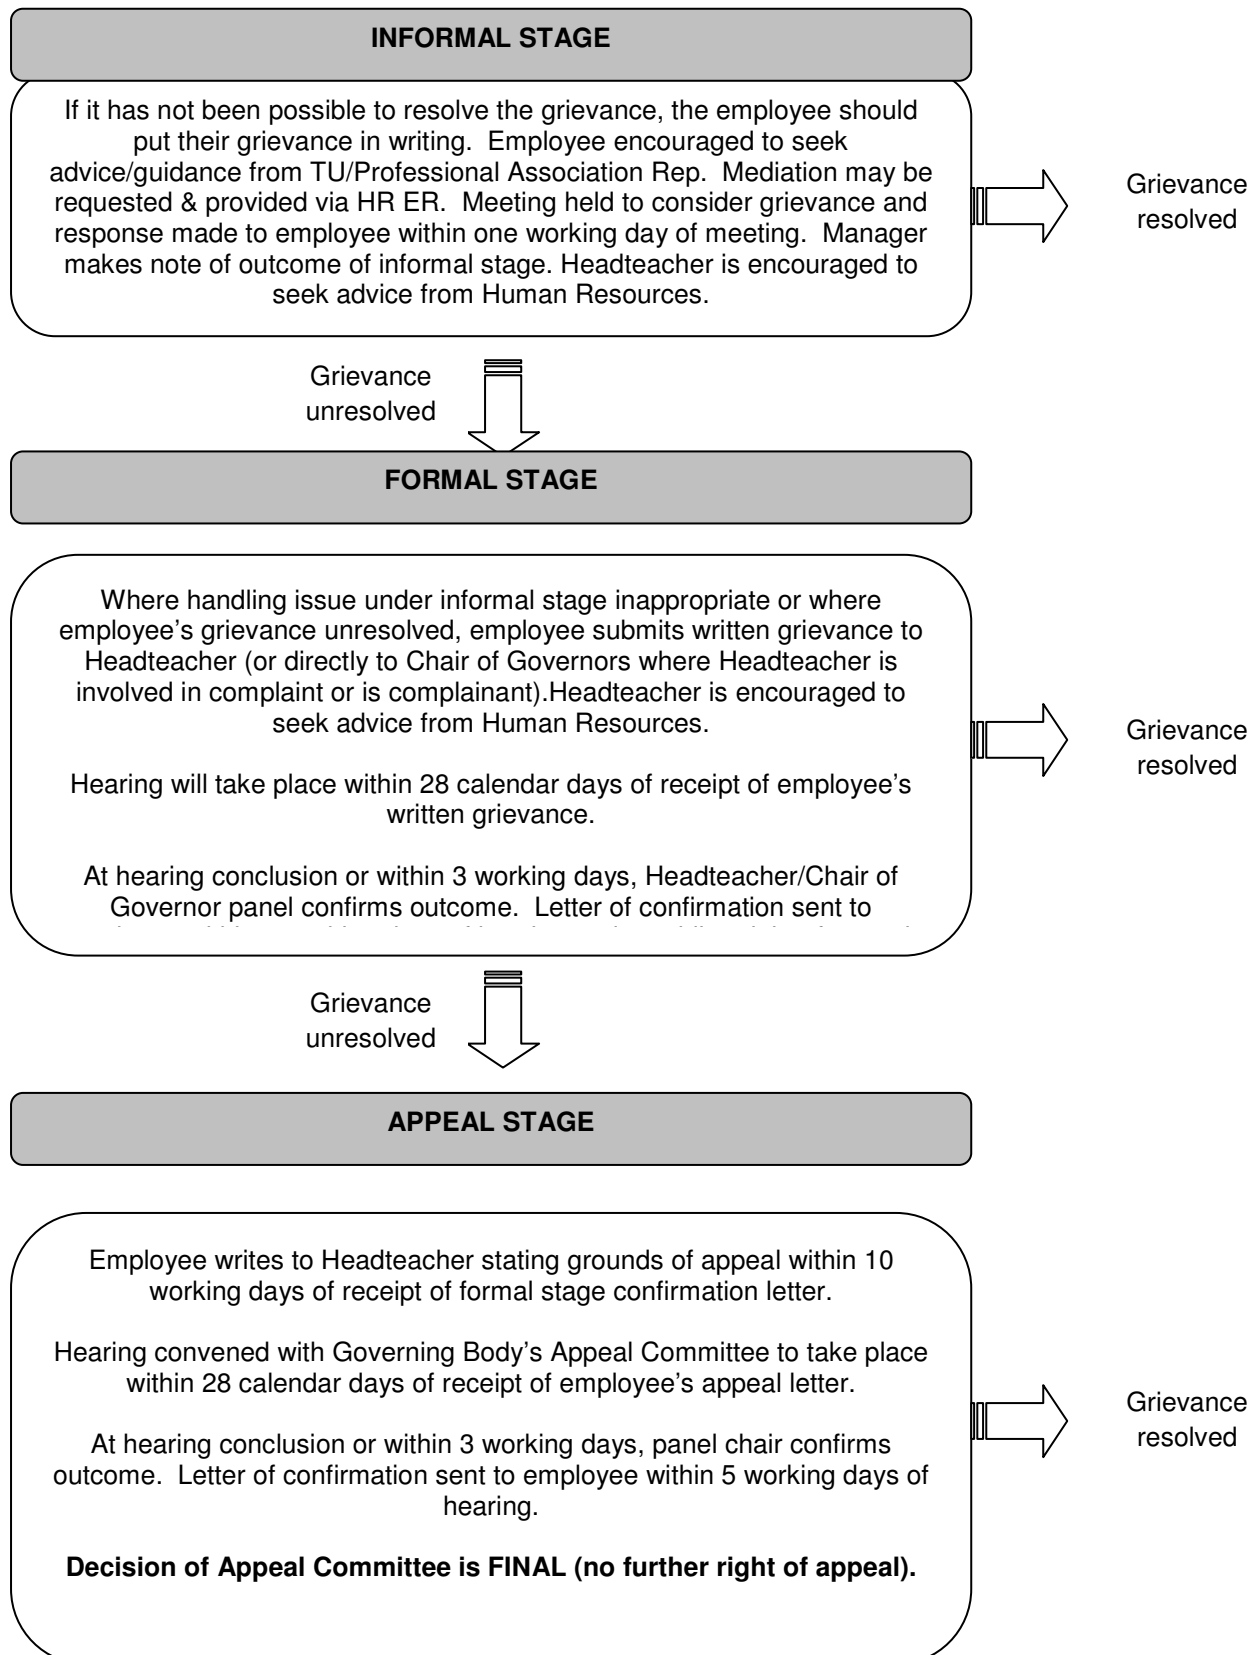 INFORMAL STAGE
If it has not been possible to resolve the grievance, the employee should
put their grievance in writing.  Employee encouraged to seek
advice/guidance from TU/Professional Association Rep.  Mediation may be
requested & provided via HR ER.  Meeting held to consider grievance and
response made to employee within one working day of meeting.  Manager
makes note of outcome of informal stage. Headteacher is encouraged to
seek advice from Human Resources.
Grievance
resolved
Grievance
unresolved
FORMAL STAGE
Where handling issue under informal stage inappropriate or where
employee’s grievance unresolved, employee submits written grievance to
Headteacher (or directly to Chair of Governors where Headteacher is
involved in complaint or is complainant).Headteacher is encouraged to
seek advice from Human Resources.
Hearing will take place within 28 calendar days of receipt of employee’s
written grievance.
At hearing conclusion or within 3 working days, Headteacher/Chair of
Governor panel confirms outcome.  Letter of confirmation sent to
Grievance
resolved
Grievance
unresolved
APPEAL STAGE
Employee writes to Headteacher stating grounds of appeal within 10
working days of receipt of formal stage confirmation letter.
Hearing convened with Governing Body’s Appeal Committee to take place
within 28 calendar days of receipt of employee’s appeal letter.
At hearing conclusion or within 3 working days, panel chair confirms
outcome.  Letter of confirmation sent to employee within 5 working days of
hearing.
Decision of Appeal Committee is FINAL (no further right of appeal).
Grievance
resolved